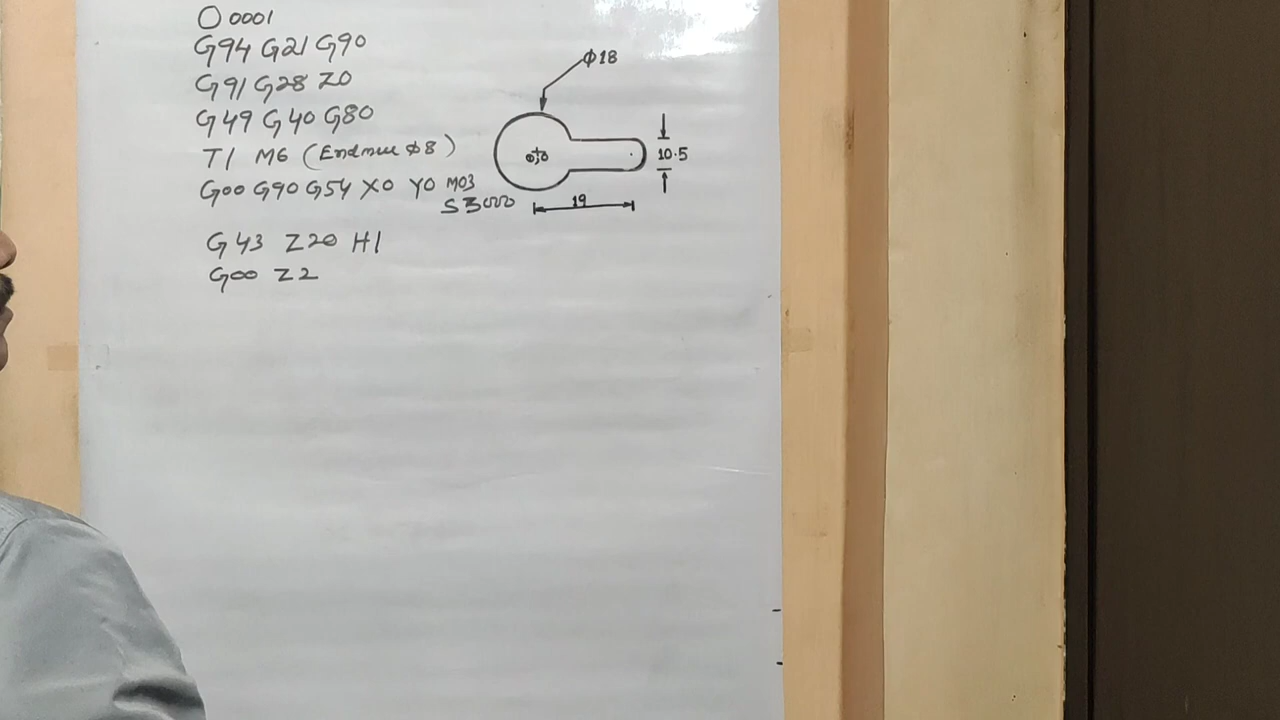 O 0001
G94 G21 G90
G91 G28 Z0
G49 G40 G80
T1 M6 (Endmill Φ8)
G00 G90 G54 X0 Y0 M03
S3000
G43 Z20 H1
G00 Z2
Φ18
10.5
19